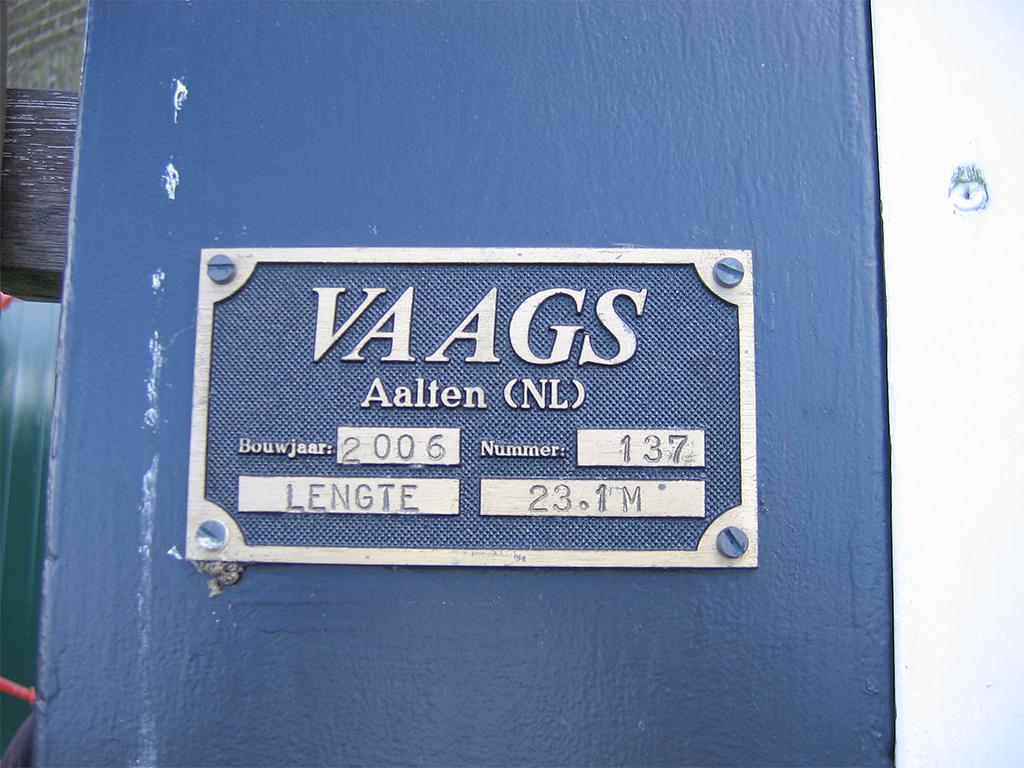 VAAGS
Aalten (NL)
Bouwjaar: 2006 Nummer: 137
LENGTE 23.1M